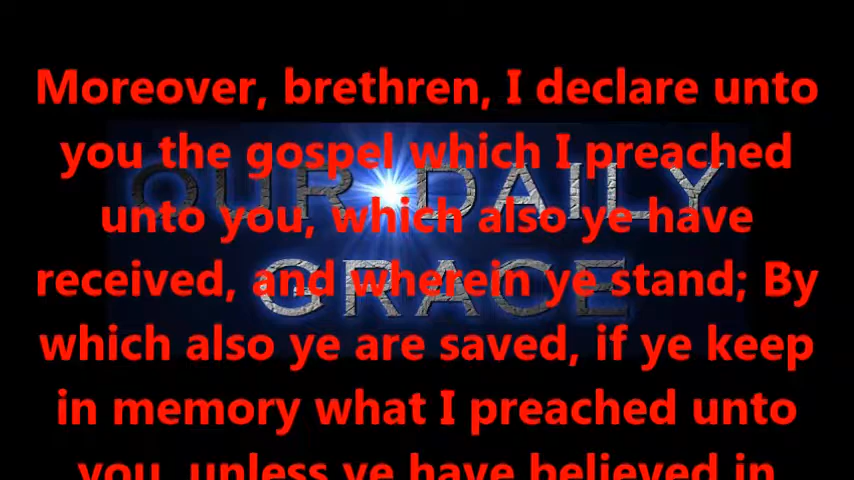 Moreover, brethren, I declare unto
you the gospel which I preached
unto you, which also ye have
received, and wherein ye stand; By
which also ye are saved, if ye keep
in memory what I preached unto
you, unless ye have believed in
OUR DAILY
GRACE